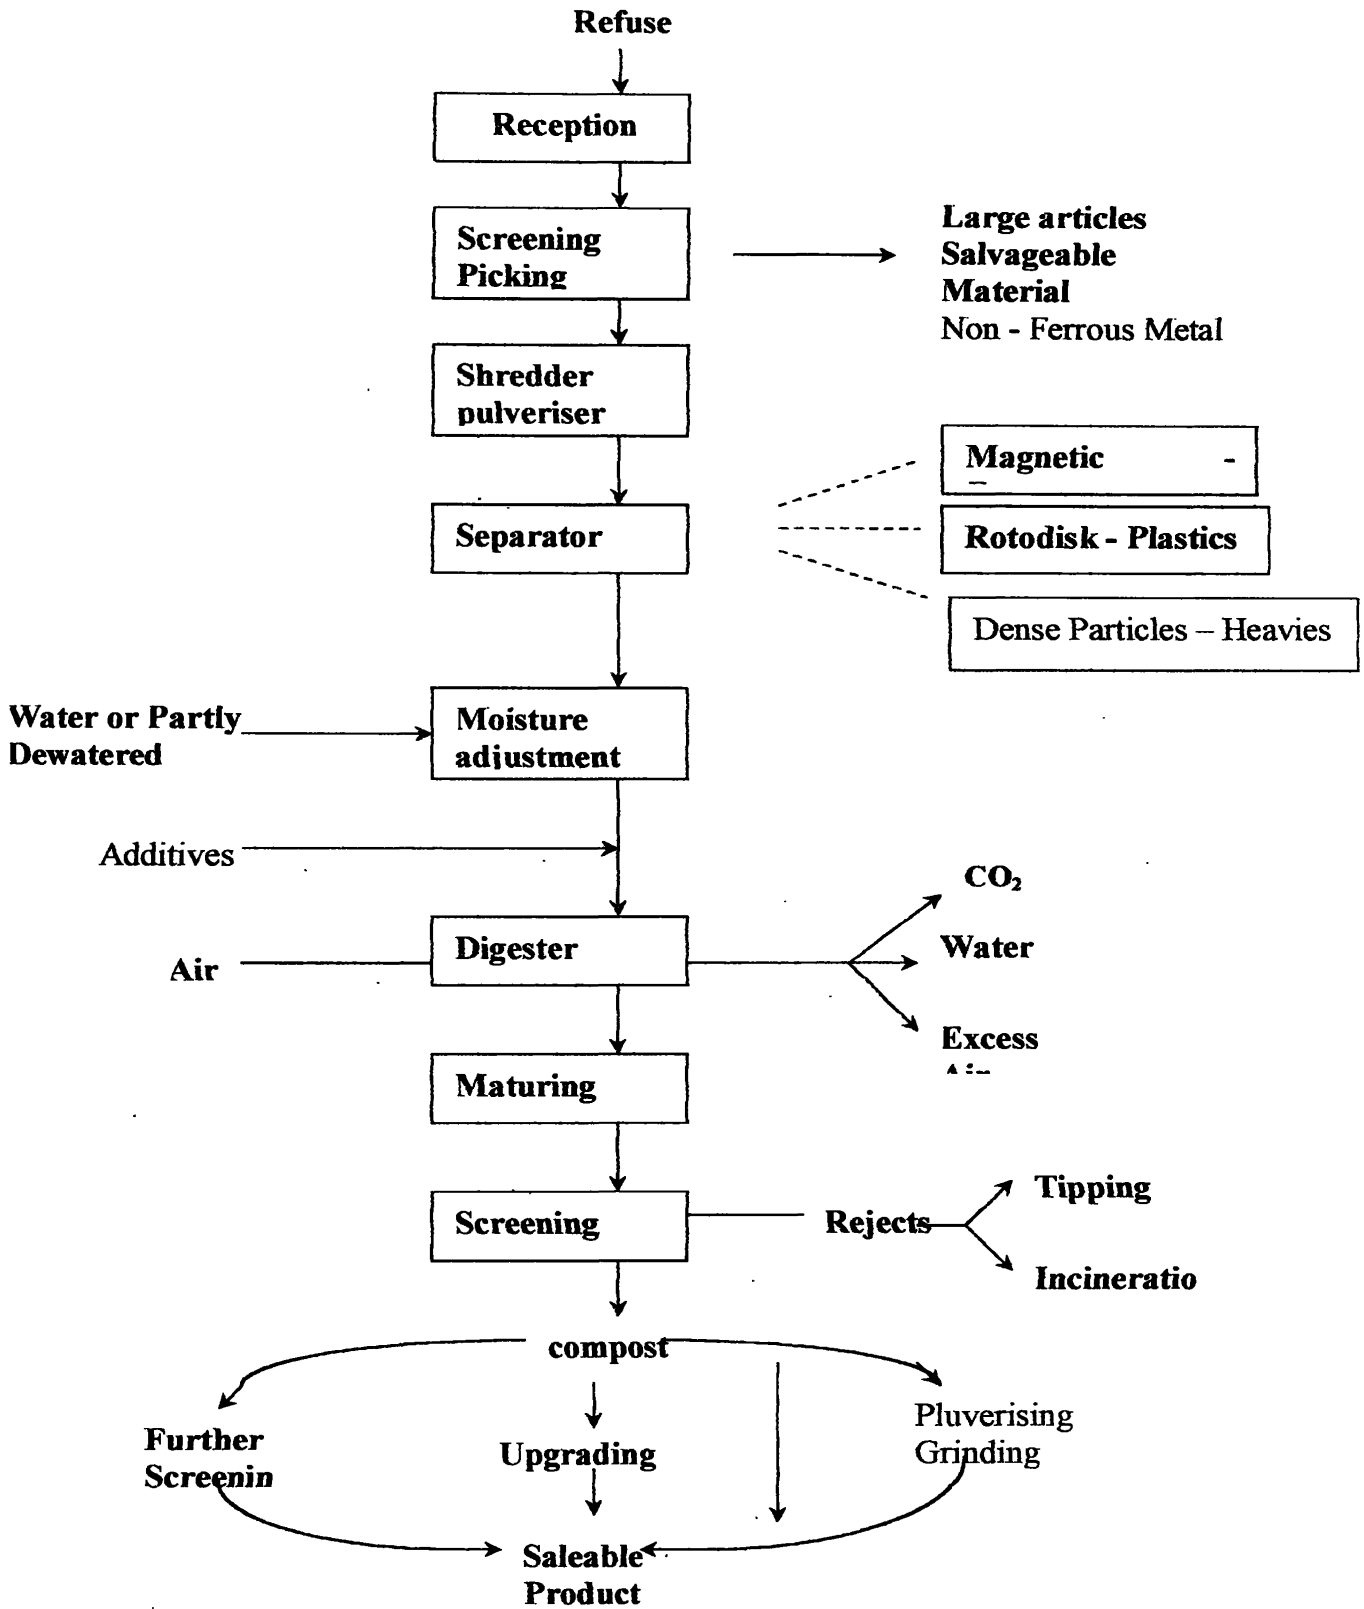 Refuse
Reception
Screening
Picking
Large articles
Salvageable
Material
Non - Ferrous Metal
Shredder
pulveriser
Magnetic -
Separator
Rotodisk - Plastics
Dense Particles – Heavies
Water or Partly
Dewatered
Moisture
adjustment
Additives
CO₂
Air
Digester
Water
Excess
Air
Maturing
Screening
Rejects
Tipping
Incineratio
compost
Further
Screenin
Upgrading
Pluverising
Grinding
Saleable
Product